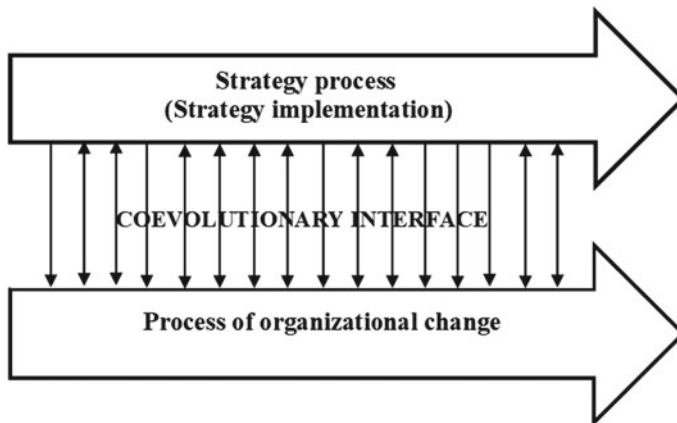 Strategy process
(Strategy implementation)
COEVOLUTIONARY INTERFACE
Process of organizational change